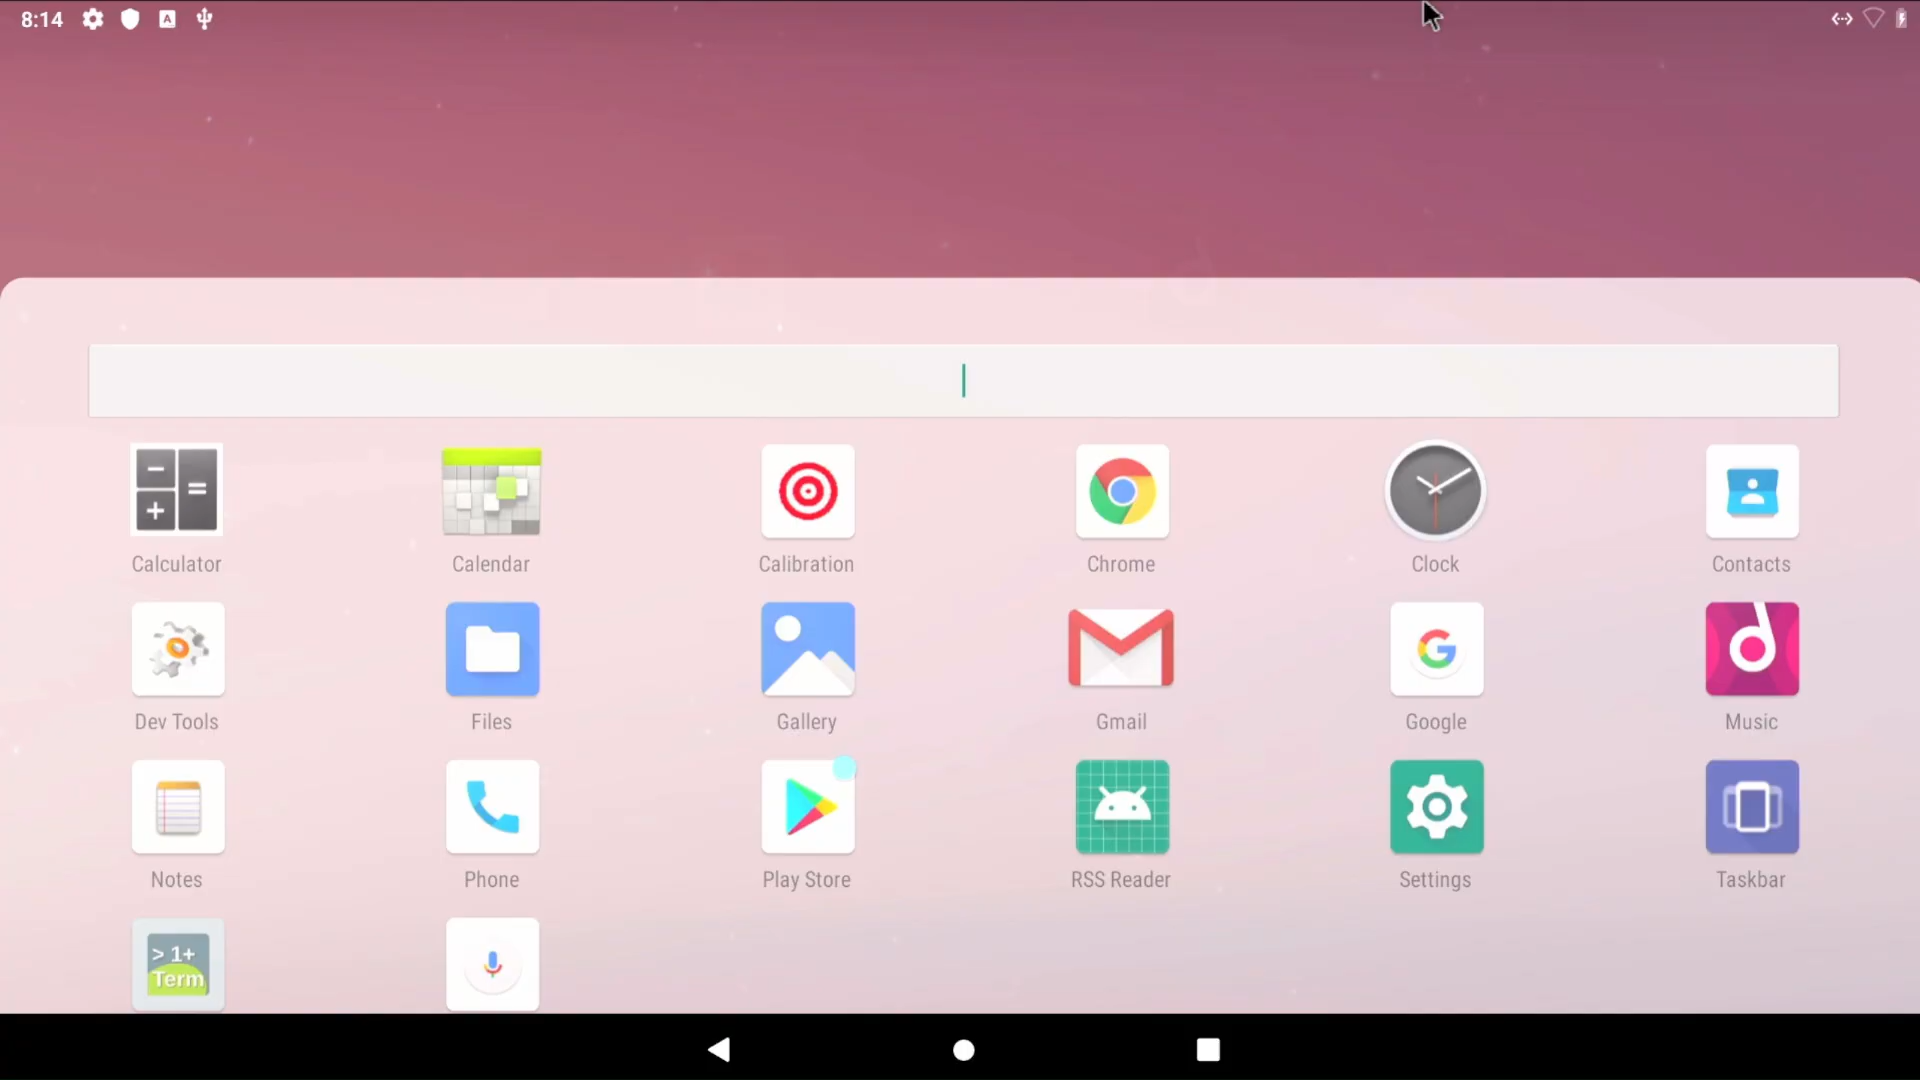 8:14
A
Calculator
Calendar
Calibration
Chrome
Clock
Contacts
Dev Tools
Files
Gallery
Gmail
Google
Music
Notes
Phone
Play Store
RSS Reader
Settings
Taskbar
> 1+
Term